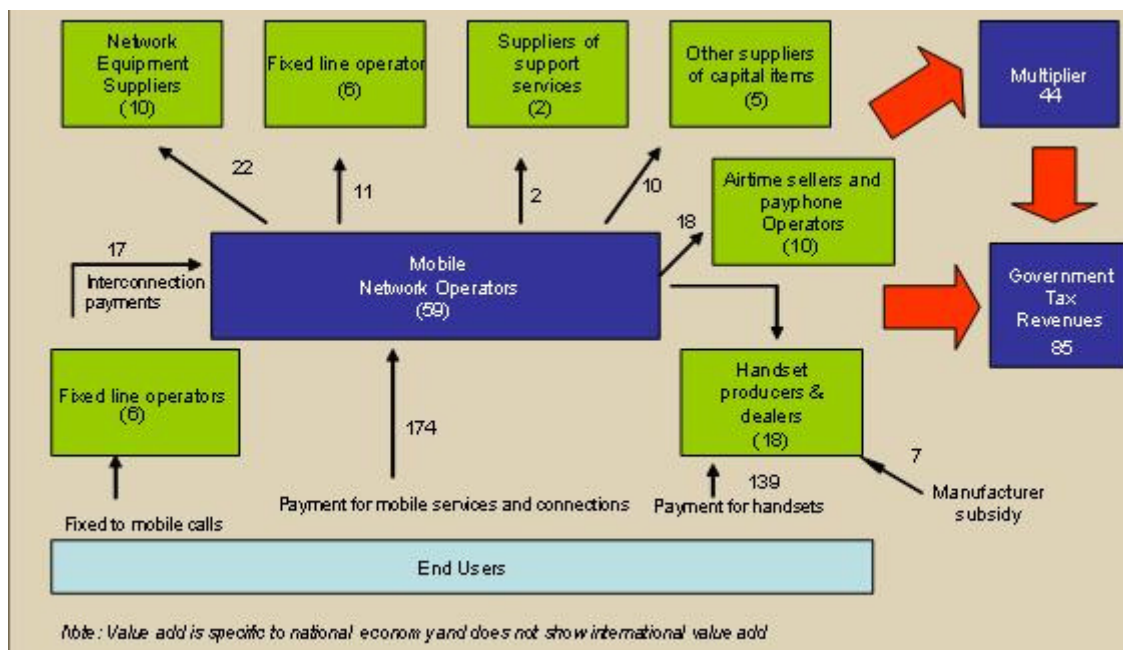 Network
Equipment
Suppliers
(10)
Fixed line operator
(6)
Suppliers of
support
services
(2)
Other suppliers
of capital items
(5)
Multiplier
44
22
11
2
10
18
Airtime sellers and
payphone
Operators
(10)
17
Interconnection
payments
Mobile
Network Operators
(59)
Government
Tax
Revenues
85
Fixed line operators
(6)
174
Handset
producers &
dealers
(18)
7
139
Payment for mobile services and connections
Payment for handsets
Manufacturer
subsidy
Fixed to mobile calls
End Users
Note: Value add is specific to national economy and does not show international value add